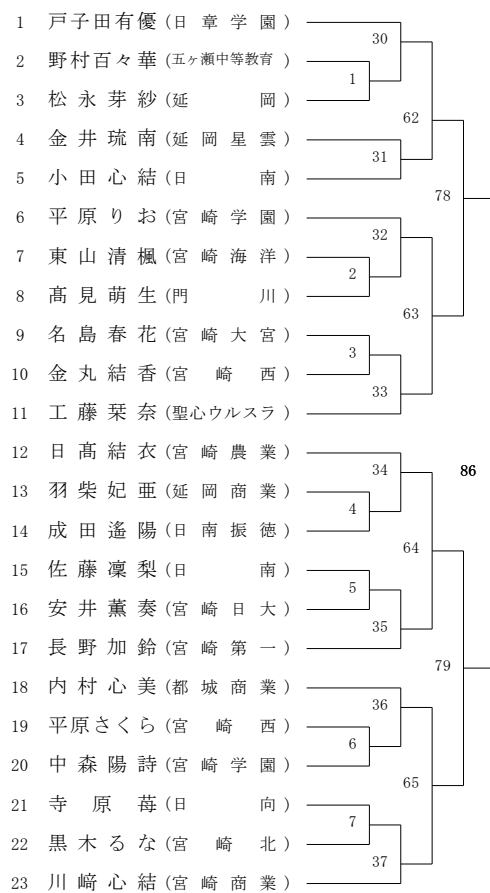 1 戸子田有優 (日章学園)
2 野村百々華 (五ヶ瀬中等教育)
3 松永芽紗 (延岡)
4 金井琉南 (延岡星雲)
5 小田心結 (日南)
6 平原りお (宮崎学園)
7 東山清楓 (宮崎海洋)
8 髙見萌生 (門川)
9 名島春花 (宮崎大宮)
10 金丸結香 (宮崎西)
11 工藤栞奈 (聖心ウルスラ)
12 日髙結衣 (宮崎農業)
13 羽柴妃亜 (延岡商業)
14 成田遙陽 (日南振徳)
15 佐藤凜梨 (日南)
16 安井薫奏 (宮崎日大)
17 長野加鈴 (宮崎第一)
18 内村心美 (都城商業)
19 平原さくら (宮崎西)
20 中森陽詩 (宮崎学園)
21 寺原苺 (日向)
22 黒木るな (宮崎北)
23 川﨑心結 (宮崎商業)
30
1
62
31
78
32
2
63
3
33
34
86
4
64
5
35
79
36
6
65
7
37